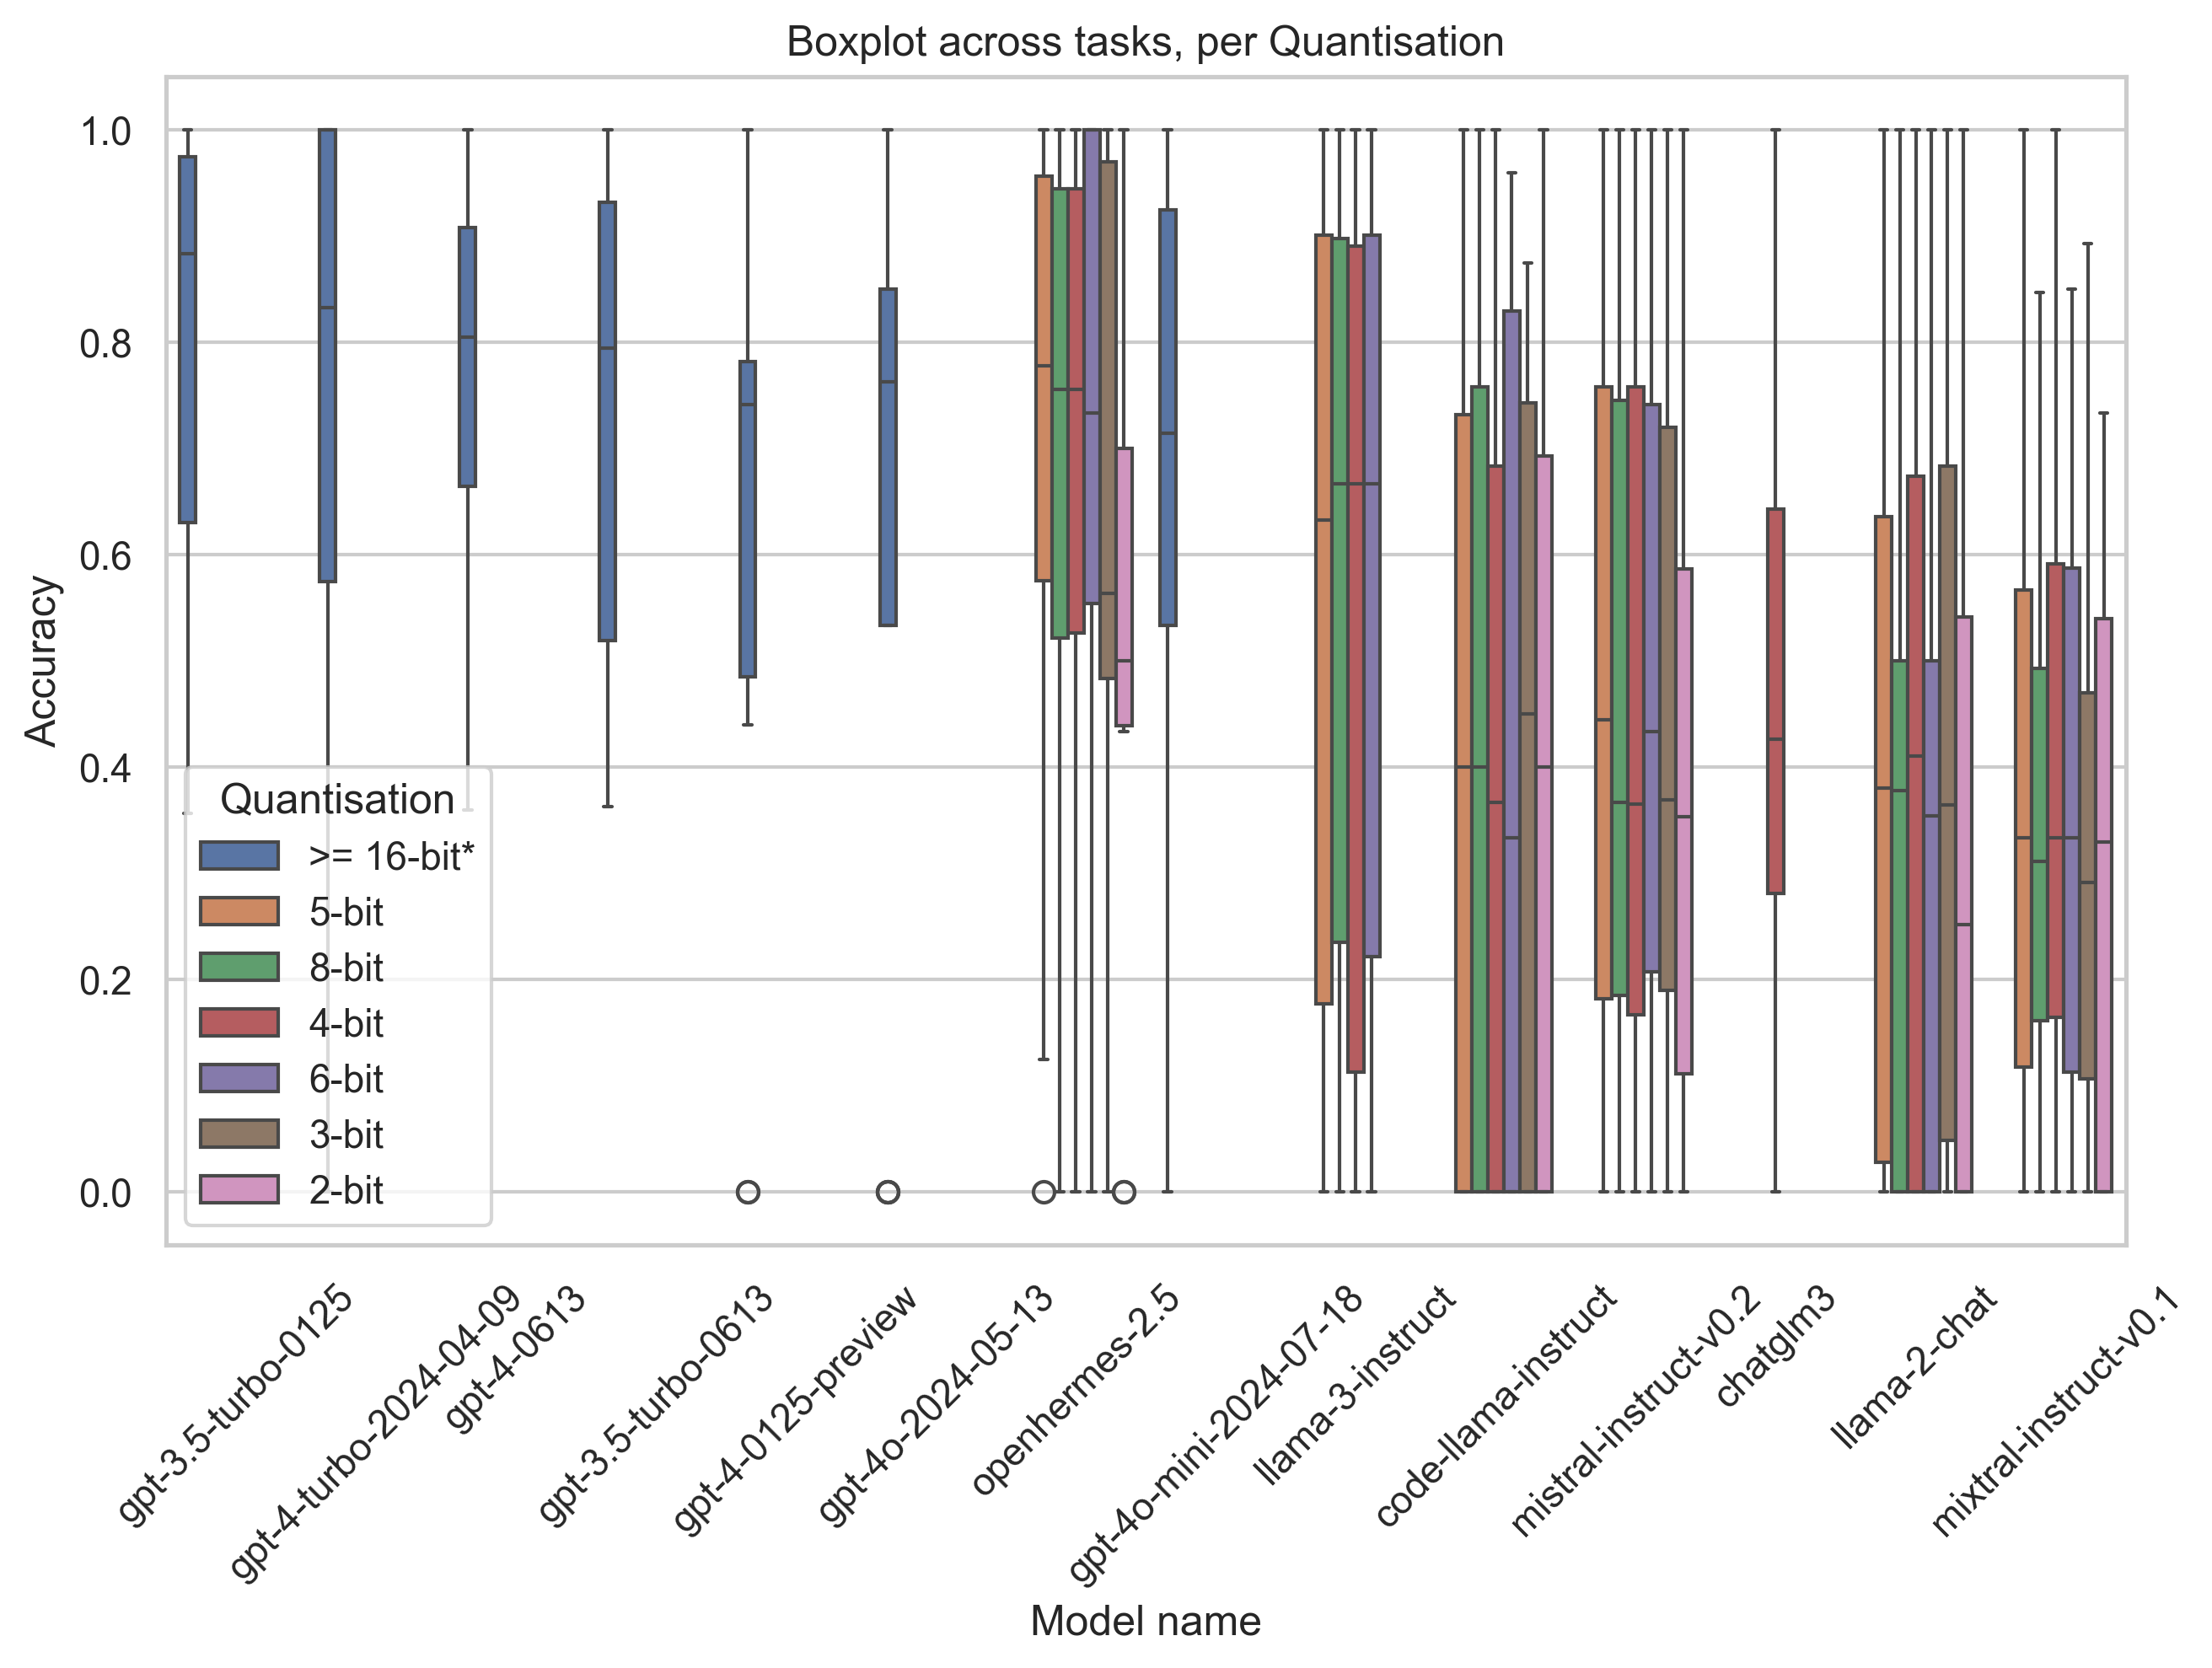 Boxplot across tasks, per Quantisation
1.0
0.8
0.6
0.4
0.2
0.0
Accuracy
Quantisation
>= 16-bit*
5-bit
8-bit
4-bit
6-bit
3-bit
2-bit
gpt-3.5-turbo-0125
gpt-4-turbo-2024-04-09
gpt-4-0613
gpt-3.5-turbo-0613
gpt-4-0125-preview
gpt-4o-2024-05-13
openhermes-2.5
gpt-4o-mini-2024-07-18
llama-3-instruct
code-llama-instruct
mistral-instruct-v0.2
chatglm3
llama-2-chat
mixtral-instruct-v0.1
Model name